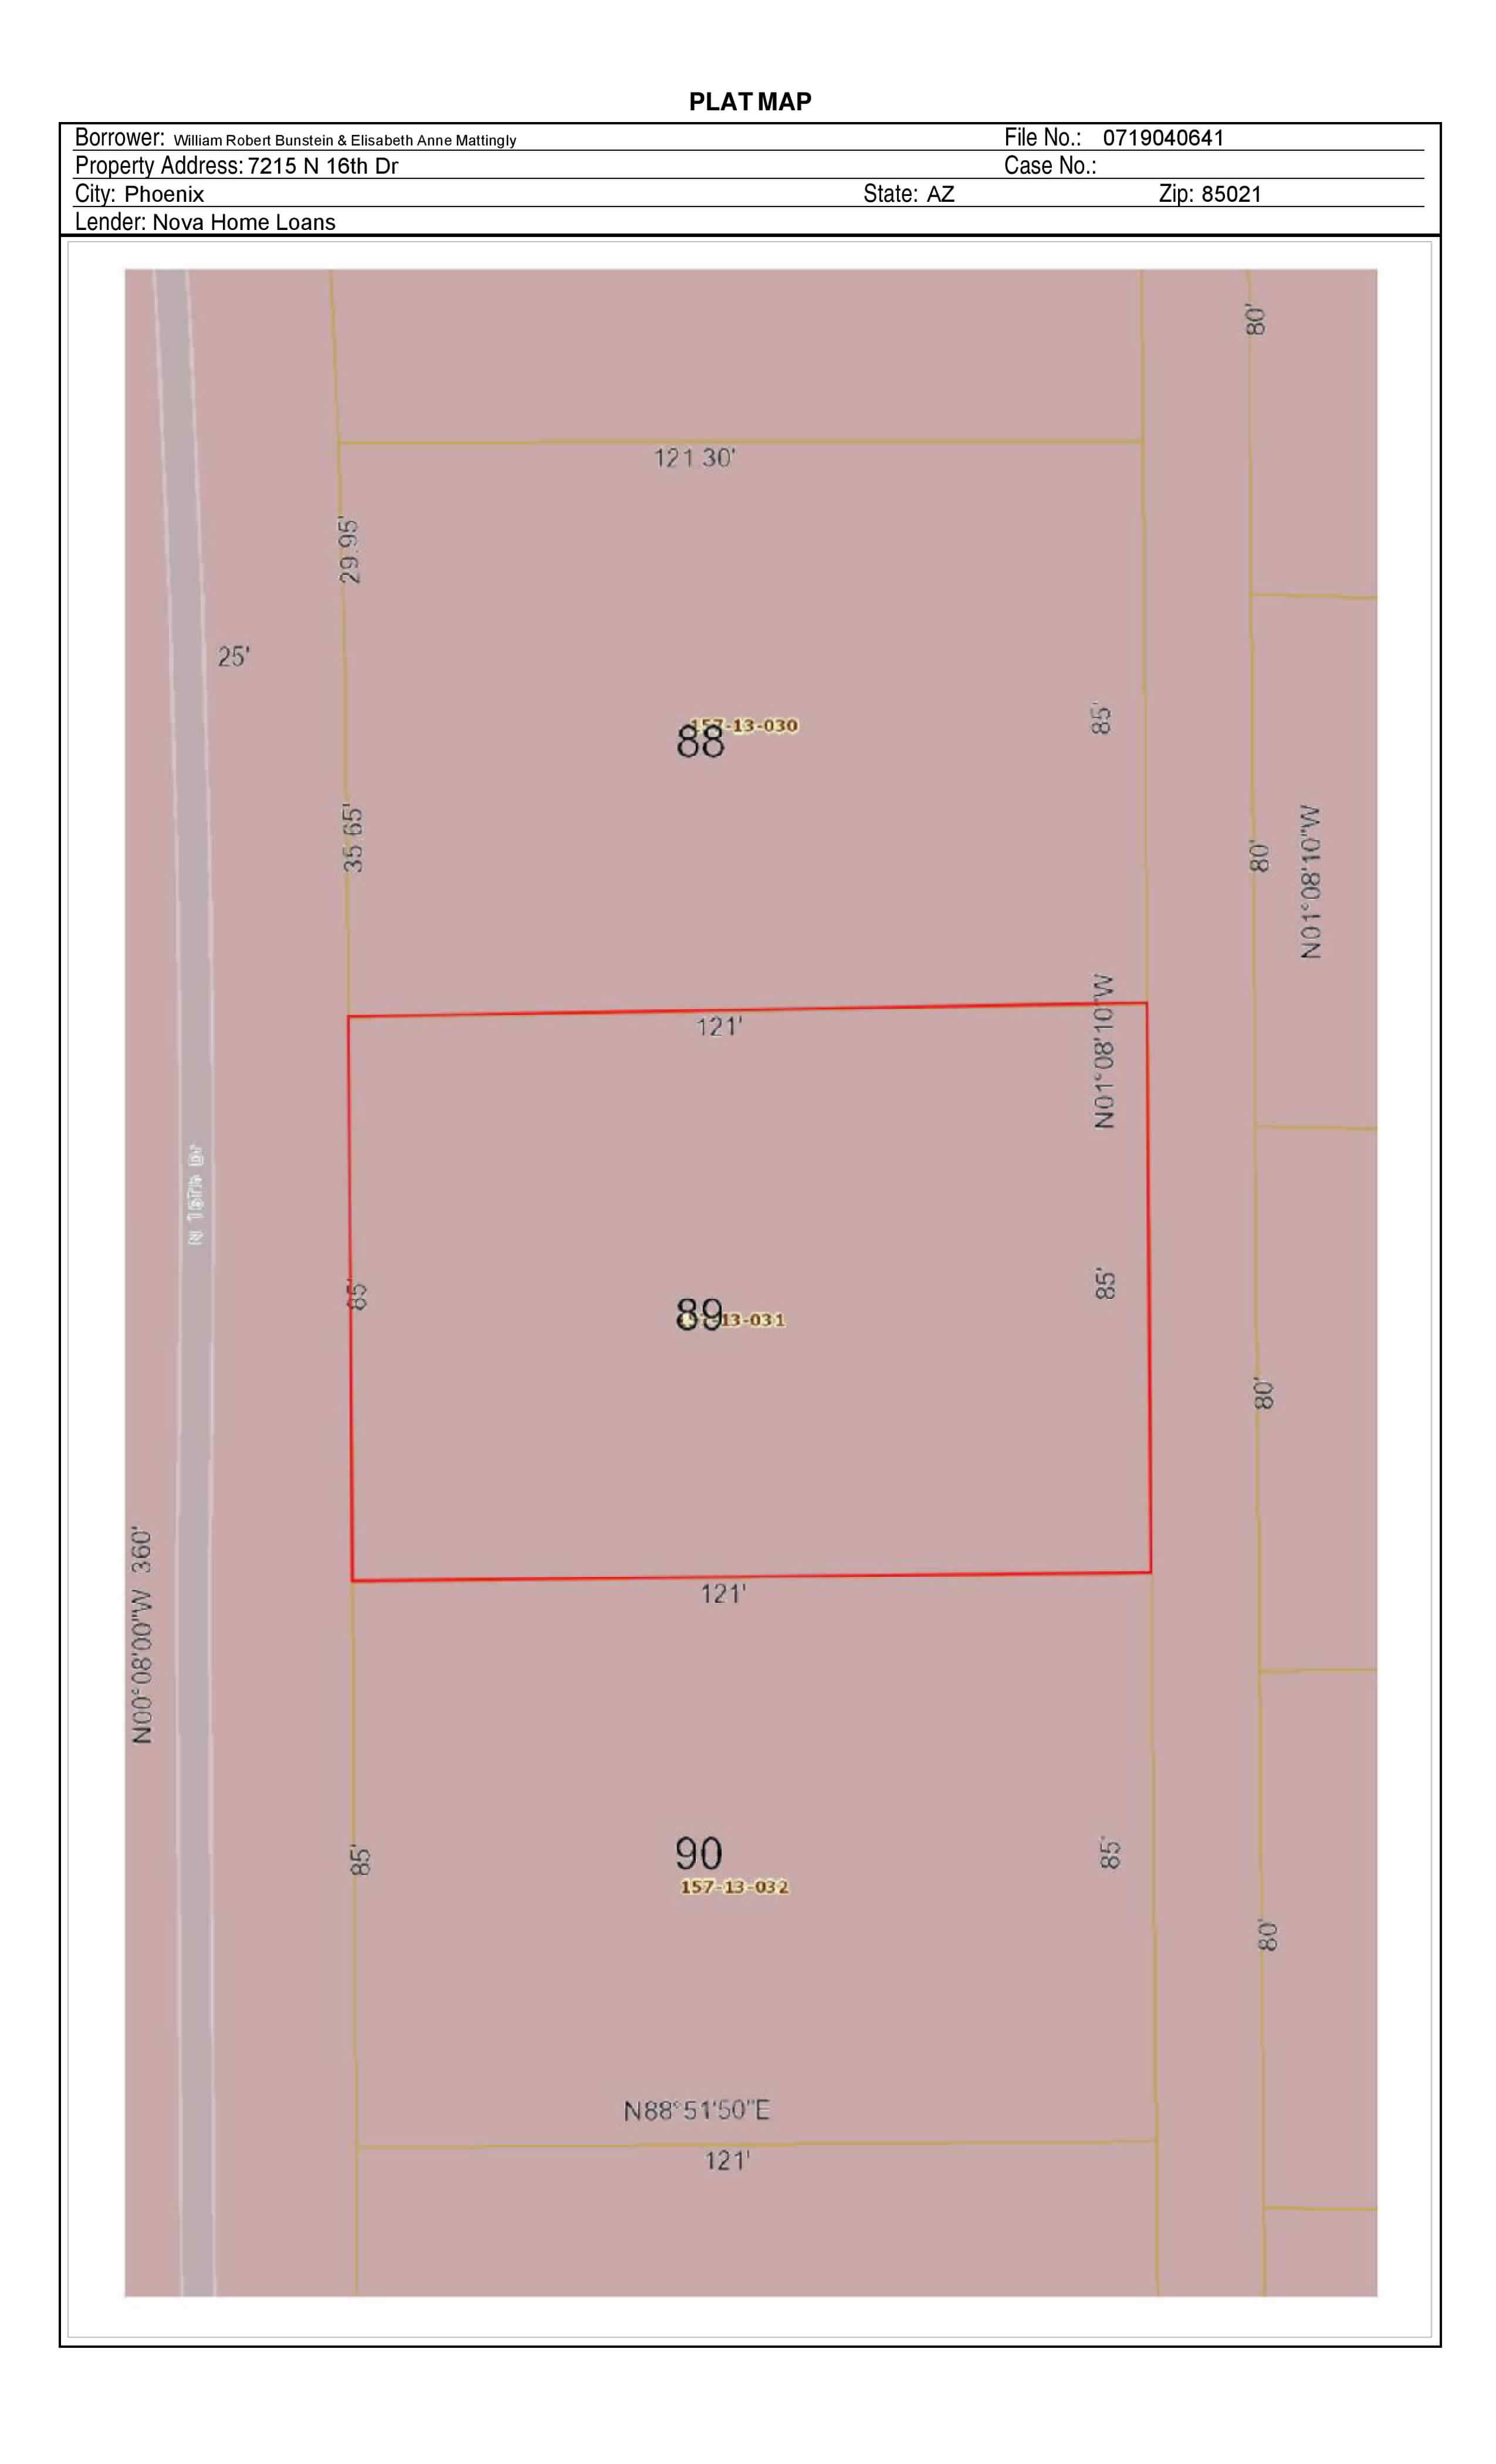 PLAT MAP
Borrower: William Robert Bunstein & Elisabeth Anne Mattingly File No.: 0719040641
Property Address: 7215 N 16th Dr Case No.:
City: Phoenix State: AZ Zip: 85021
Lender: Nova Home Loans
80'
121 30'
29.95'
25'
157-13-030
88
85'
35 65'
80'
N01°08'10"W
N01°08'10"W
121'
N 16th Dr
85'
89
13-031
85'
80'
N00°08'00"W 360'
121'
85'
90
157-13-032
85'
80'
N88°51'50"E
121'